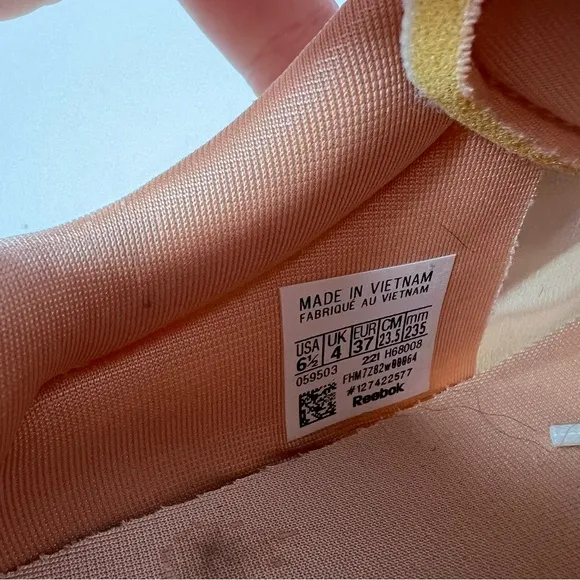 MADE IN VIETNAM
FABRIQUÉ AU VIETNAM
USA UK EUR CM mm
6½ 4 37 23.5 235
059503 221 H68008
FHM7Z82w00064
#127422577
Reebok